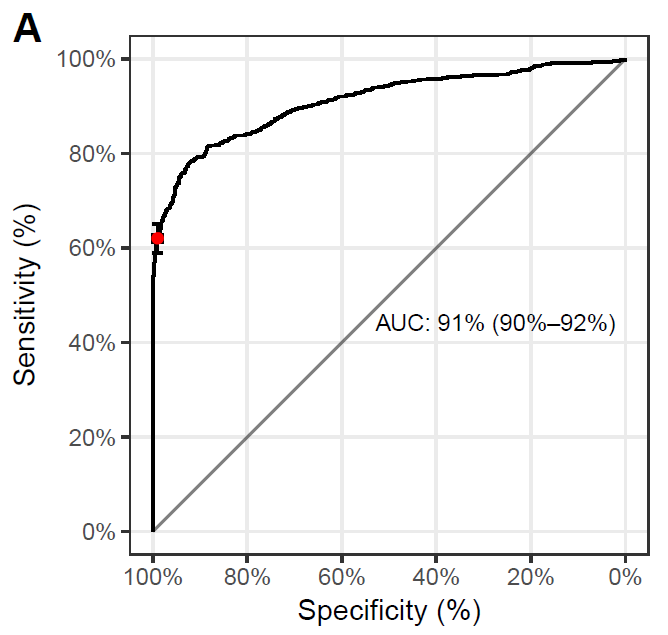 A
100%
80%
60%
40%
20%
0%
Sensitivity (%)
AUC: 91% (90%–92%)
100% 80% 60% 40% 20% 0%
Specificity (%)